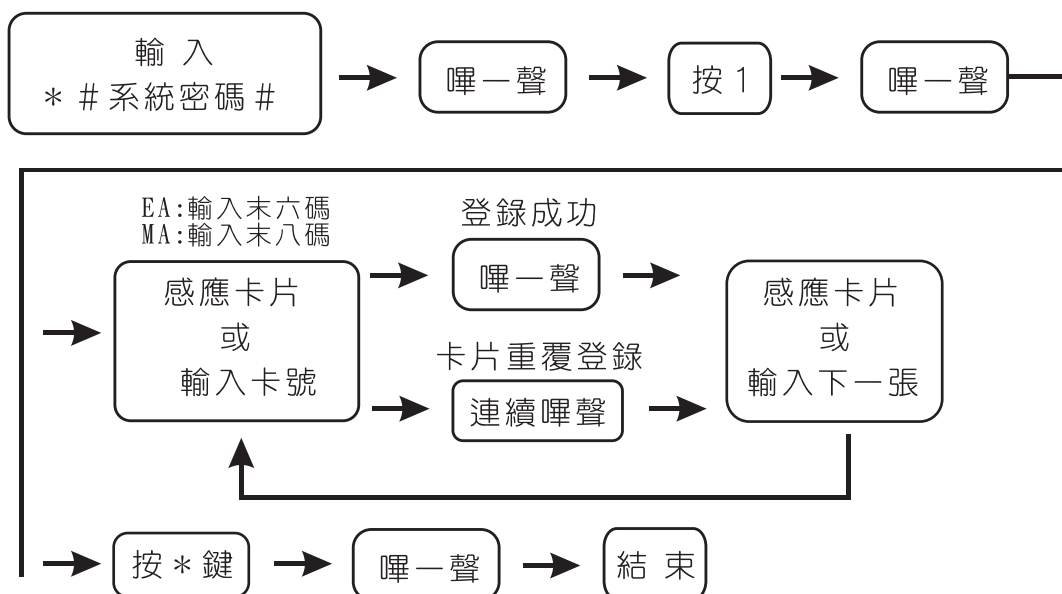 輸 入
*#系統密碼#
嗶一聲
按1
嗶一聲
EA:輸入末六碼
MA:輸入末八碼
感應卡片
或
輸入卡號
登錄成功
嗶一聲
卡片重覆登錄
連續嗶聲
感應卡片
或
輸入下一張
按*鍵
嗶一聲
結 束